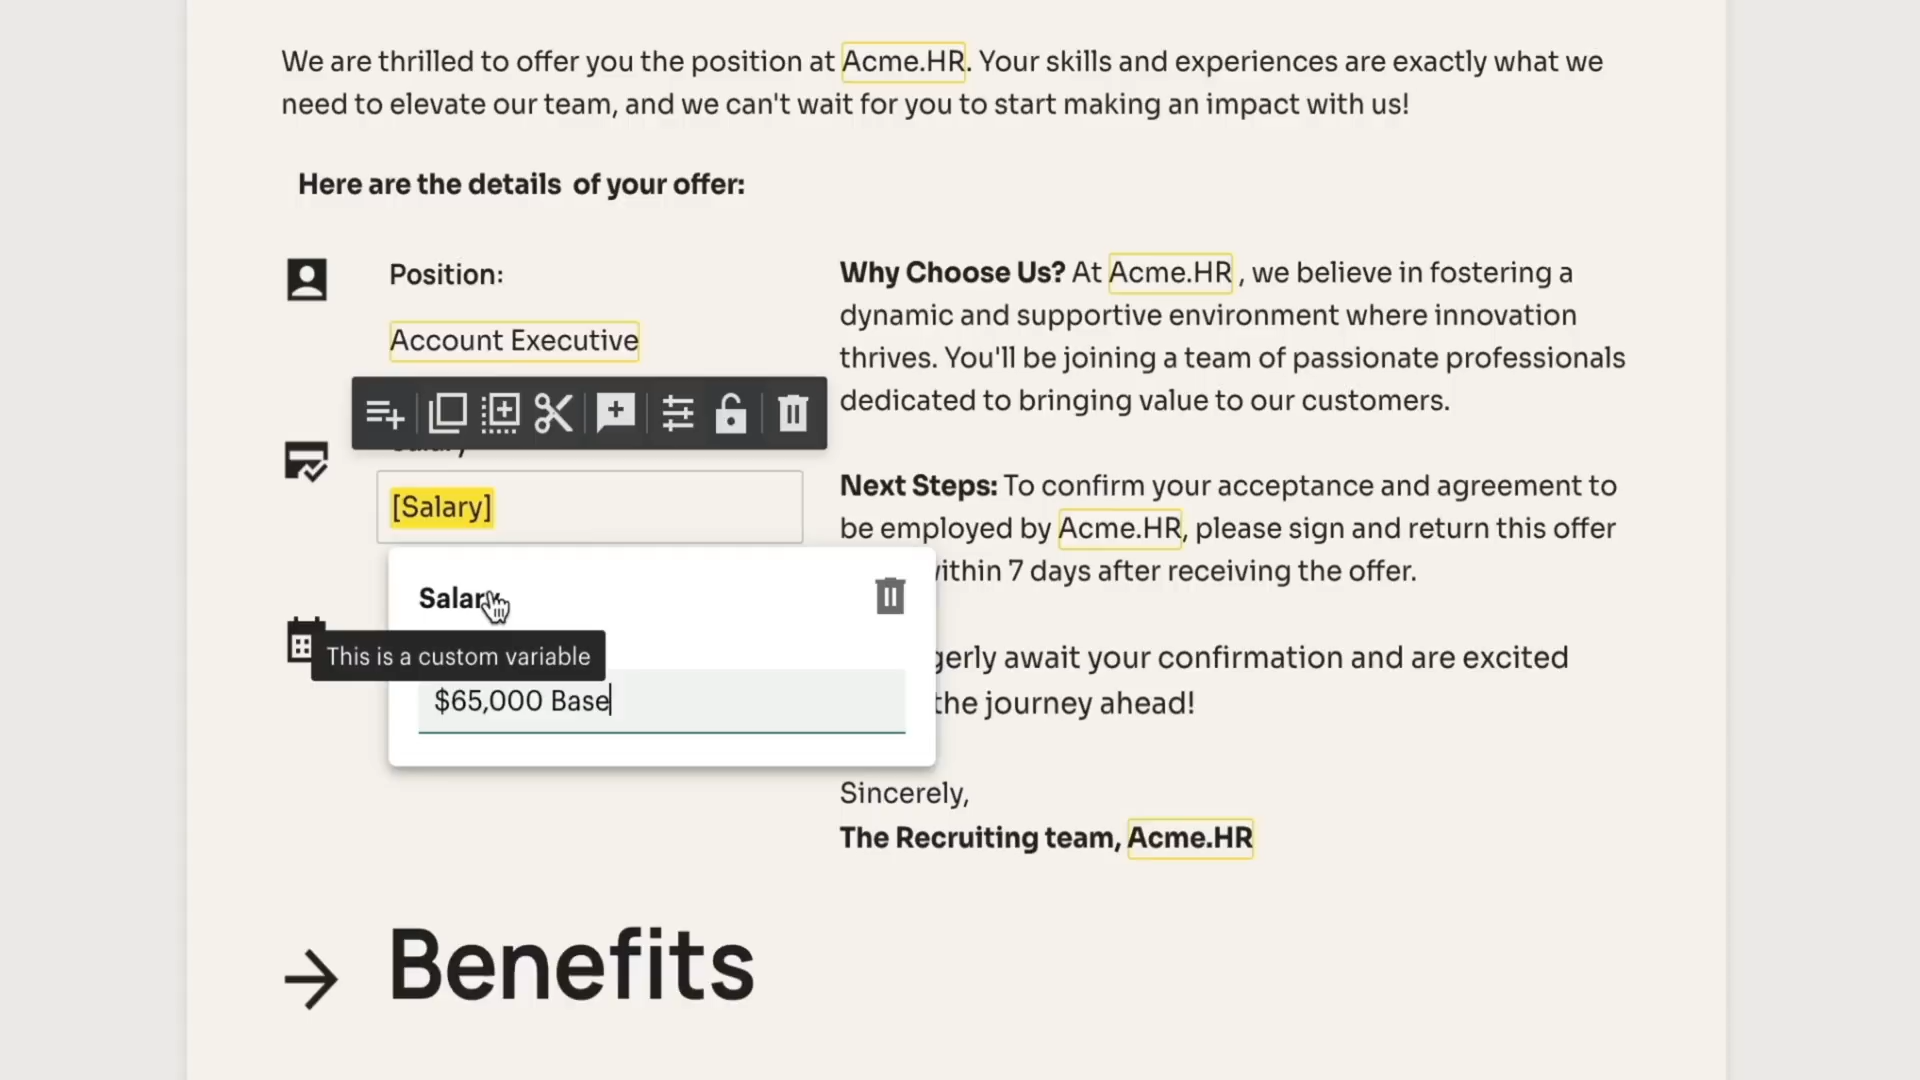 We are thrilled to offer you the position at Acme.HR. Your skills and experiences are exactly what we
need to elevate our team, and we can't wait for you to start making an impact with us!
Here are the details of your offer:
Position:
Account Executive
[Salary]
Salary
This is a custom variable
$65,000 Base
Why Choose Us? At Acme.HR , we believe in fostering a
dynamic and supportive environment where innovation
thrives. You'll be joining a team of passionate professionals
dedicated to bringing value to our customers.
Next Steps: To confirm your acceptance and agreement to
be employed by Acme.HR, please sign and return this offer
within 7 days after receiving the offer.
gerly await your confirmation and are excited
the journey ahead!
Sincerely,
The Recruiting team, Acme.HR
Benefits